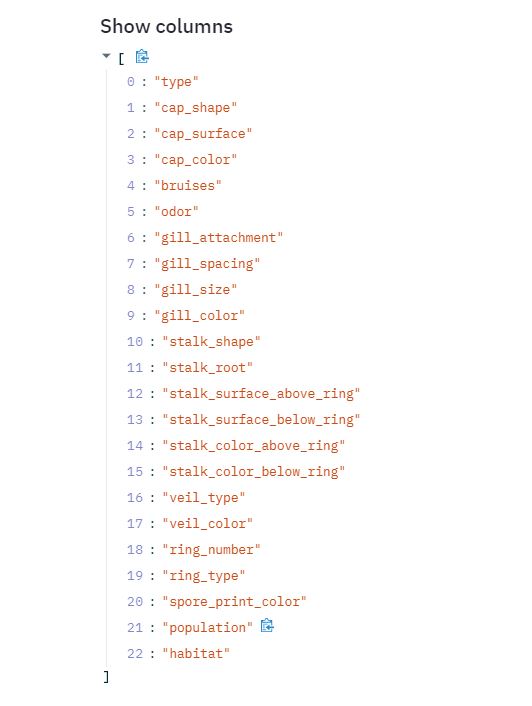 Show columns
[
0 : "type"
1 : "cap_shape"
2 : "cap_surface"
3 : "cap_color"
4 : "bruises"
5 : "odor"
6 : "gill_attachment"
7 : "gill_spacing"
8 : "gill_size"
9 : "gill_color"
10 : "stalk_shape"
11 : "stalk_root"
12 : "stalk_surface_above_ring"
13 : "stalk_surface_below_ring"
14 : "stalk_color_above_ring"
15 : "stalk_color_below_ring"
16 : "veil_type"
17 : "veil_color"
18 : "ring_number"
19 : "ring_type"
20 : "spore_print_color"
21 : "population"
22 : "habitat"
]